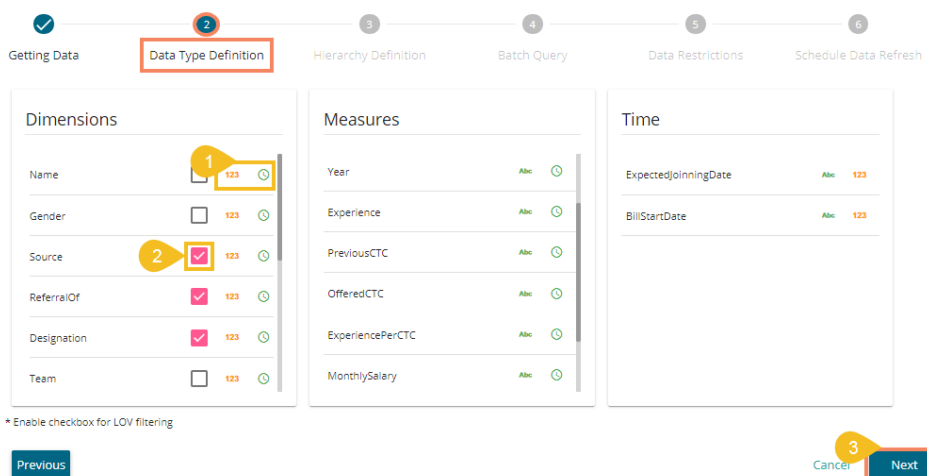 2 3 4 5 6
Getting Data Data Type Definition Hierarchy Definition Batch Query Data Restrictions Schedule Data Refresh
Dimensions
1
Name 123
Gender 123
2
Source 123
ReferralOf 123
Designation 123
Team 123
Measures
Year Abc
Experience Abc
PreviousCTC Abc
OfferedCTC Abc
ExperiencePerCTC Abc
MonthlySalary Abc
Time
ExpectedJoinningDate Abc 123
BillStartDate Abc 123
* Enable checkbox for LOV filtering
3
Previous Cancel Next